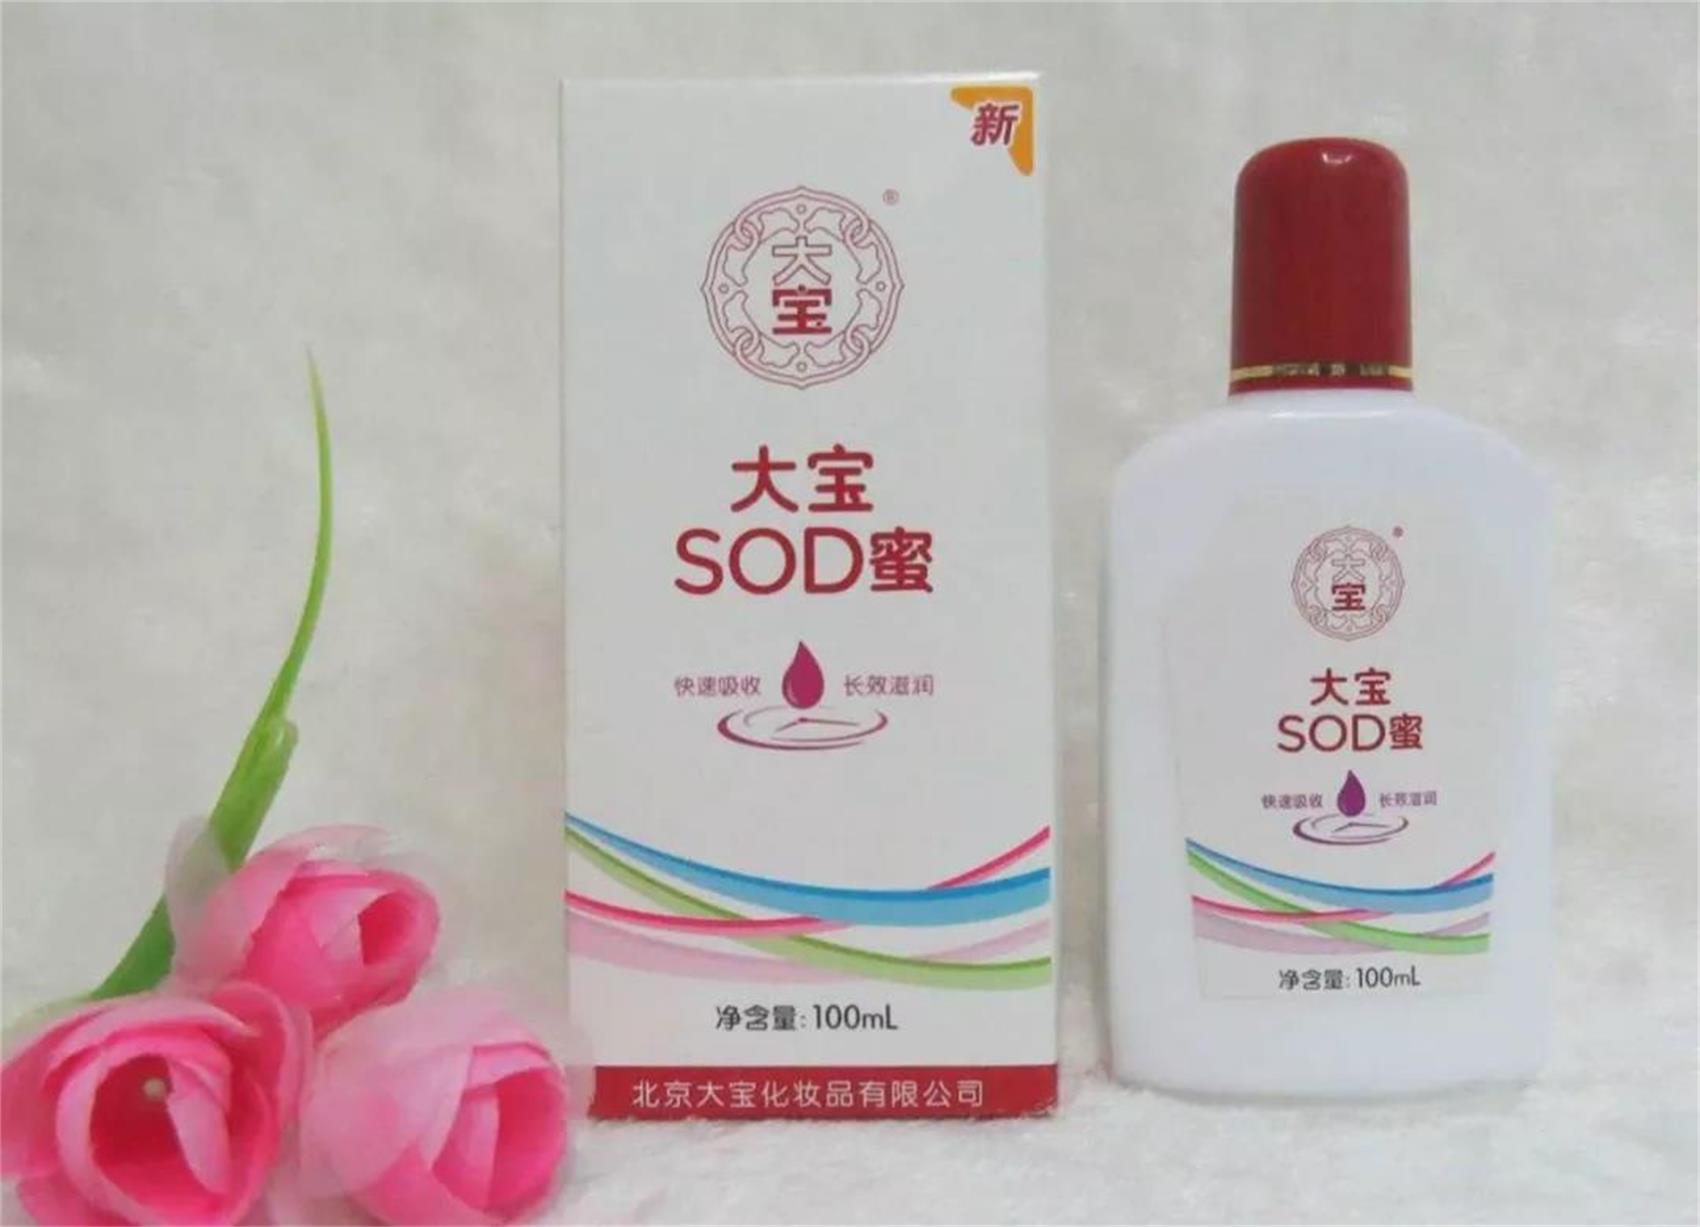 新
大
宝
®
大宝
SOD蜜
快速吸收 长效滋润
净含量:100mL
北京大宝化妆品有限公司
大
宝
®
大宝
SOD蜜
快速吸收 长效滋润
净含量:100mL